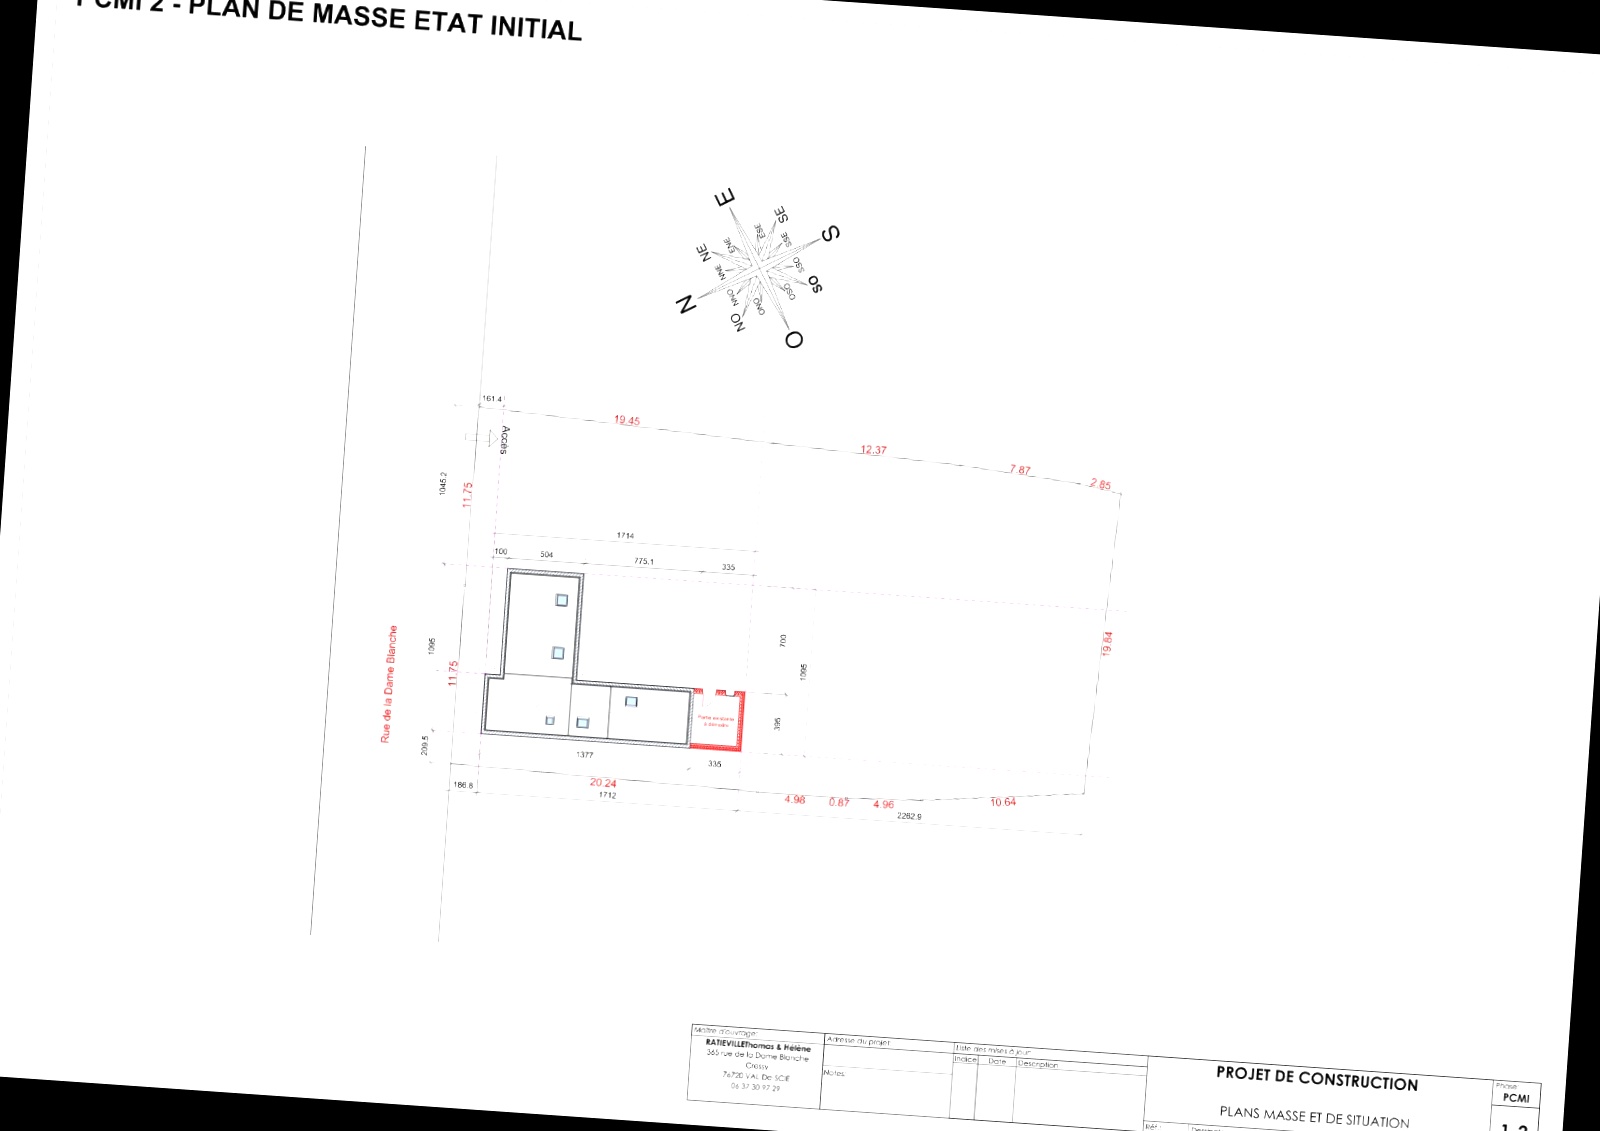 PCMI 2 - PLAN DE MASSE ETAT INITIAL
E
SE
S
ESE
SSE
ENE
NE
SSO
NNE
SO
OSO
NNO
ONO
N
NO
O
161.4
19.45
Accès
12.37
7.87
2.85
1045.2
11.75
1714
100
504
775.1
335
Rue de la Dame Blanche
1095
11.75
700
1095
19.84
395
209.5
1377
335
186.8
20.24
1712
4.98
0.87
4.96
10.64
2262.9
Maître d'ouvrage:
RATIEVILLEThomas & Hélène
365 rue de la Dame Blanche
Crossy
76720 VAL De SCIE
06 37 30 97 29
Adresse du projet
Notes:
Liste des mises à jour:
Indice
Date
Description
PROJET DE CONSTRUCTION
PLANS MASSE ET DE SITUATION
Phase
PCMI
Réf :